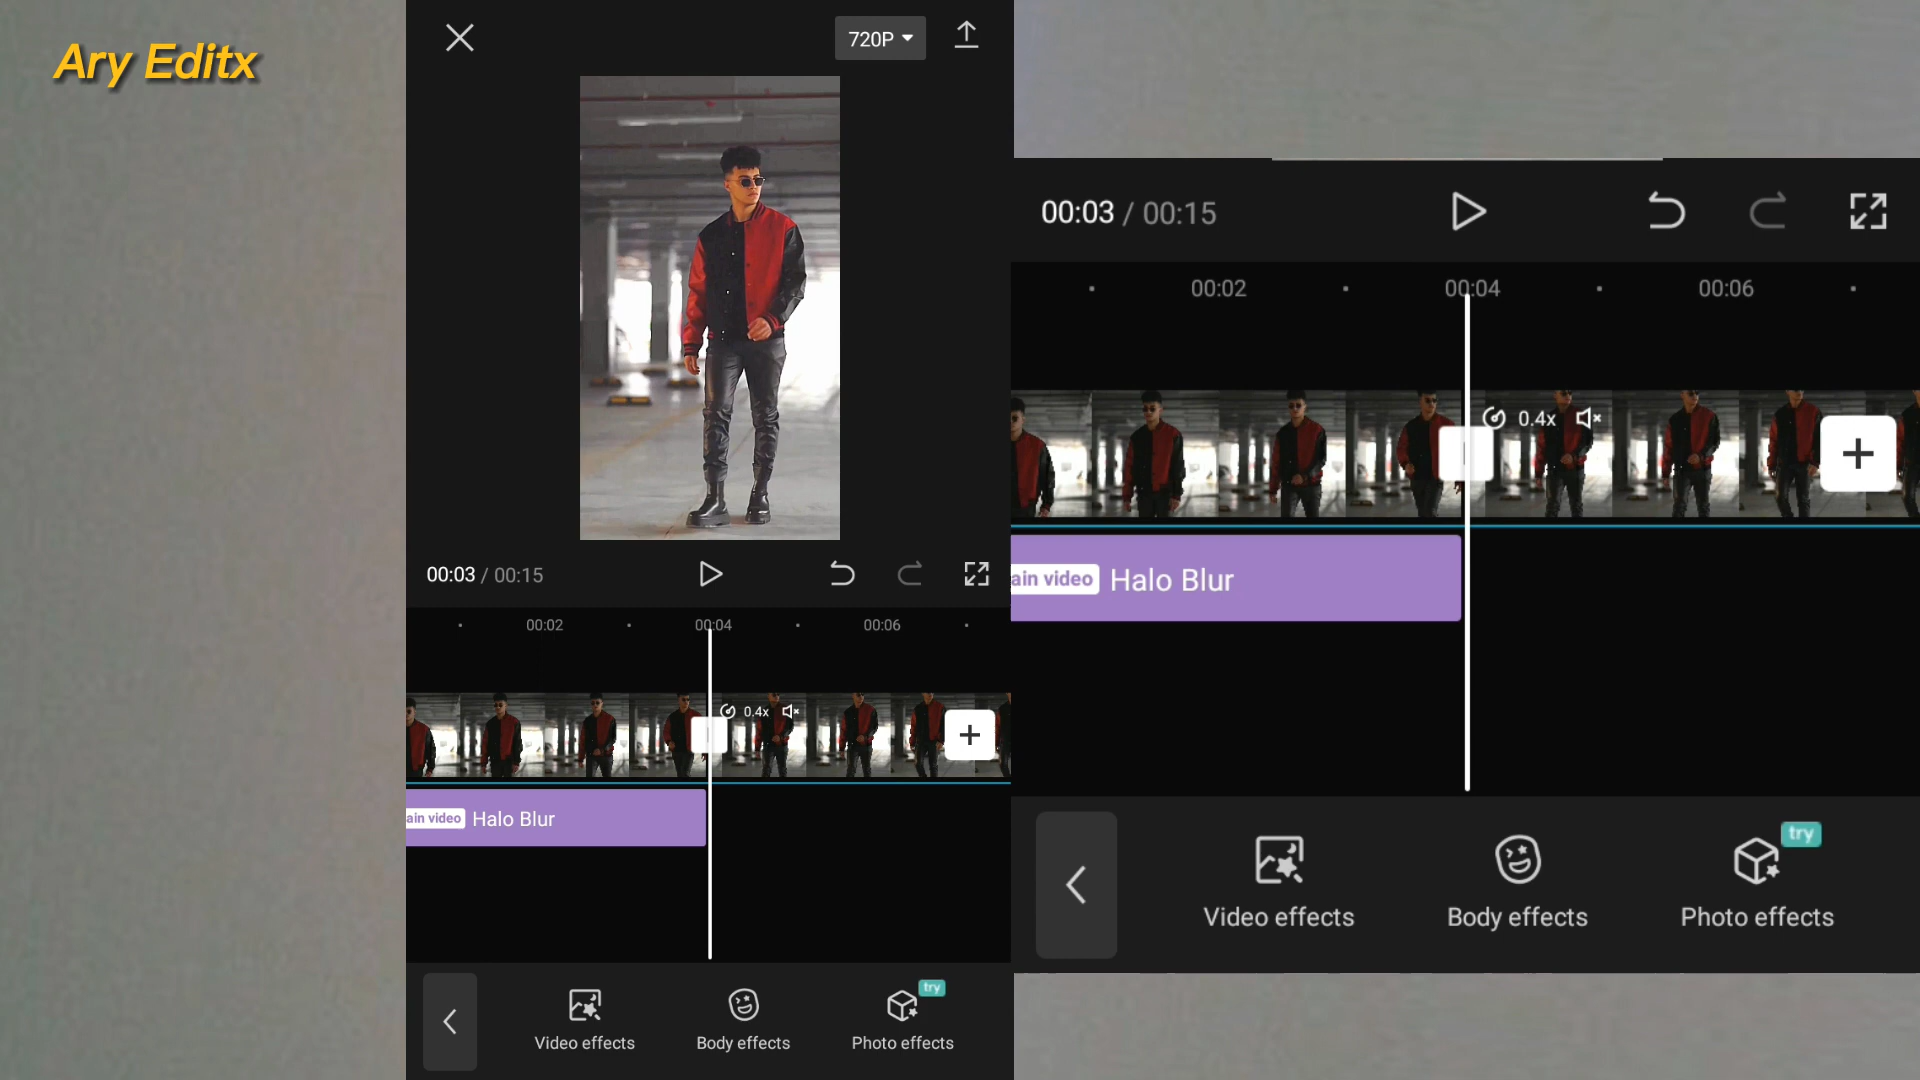 Ary Editx
720P
00:03 / 00:15
00:02 00:04 00:06
0.4x
ain video Halo Blur
try
Video effects Body effects Photo effects
00:03 / 00:15
00:02 00:04 00:06
0.4x
ain video Halo Blur
try
Video effects Body effects Photo effects